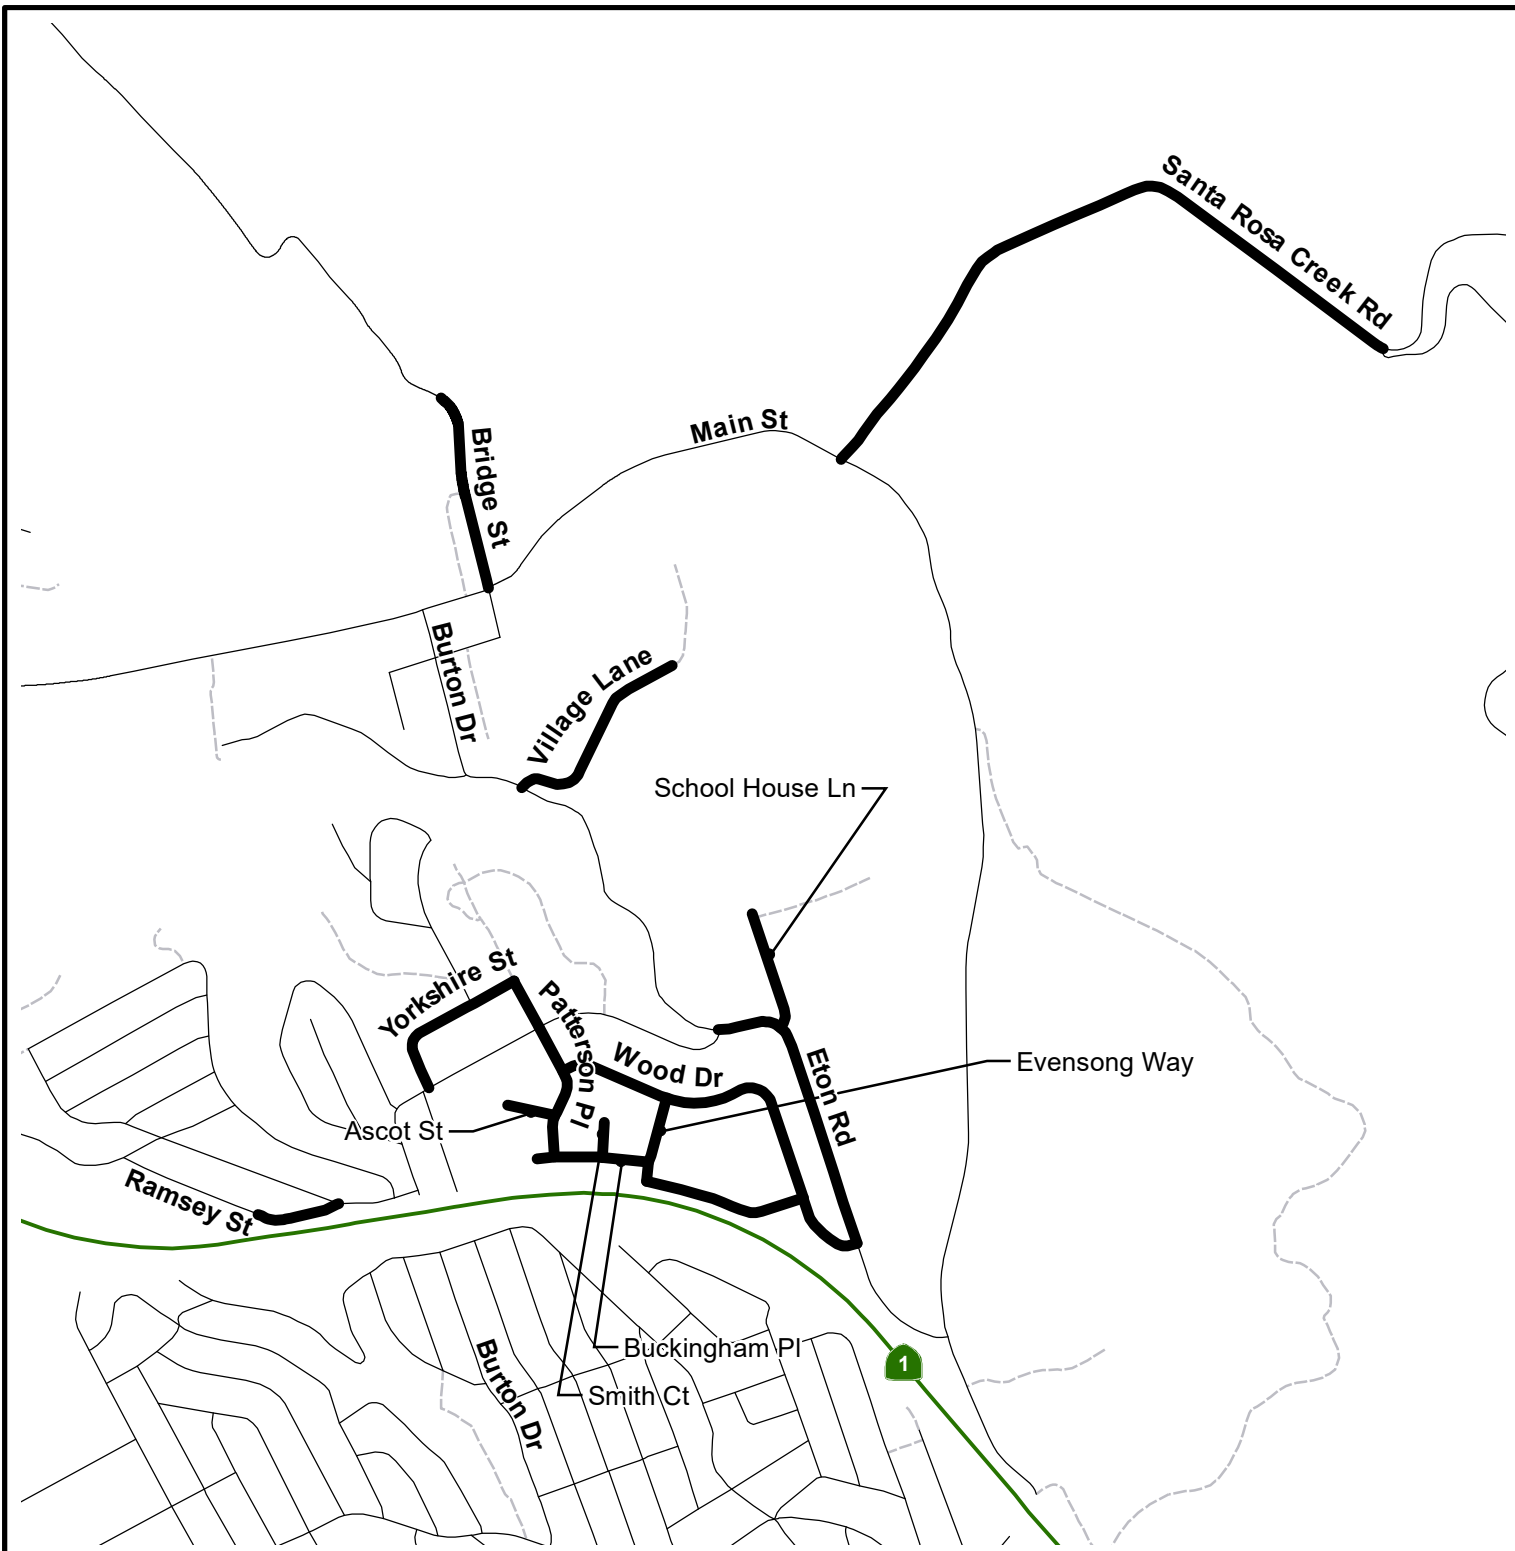 Santa Rosa Creek Rd
Main St
Bridge St
Burton Dr
Village Lane
School House Ln
Yorkshire St
Patterson Pl
Wood Dr
Eton Rd
Evensong Way
Ascot St
Ramsey St
Buckingham Pl
1
Burton Dr
Smith Ct